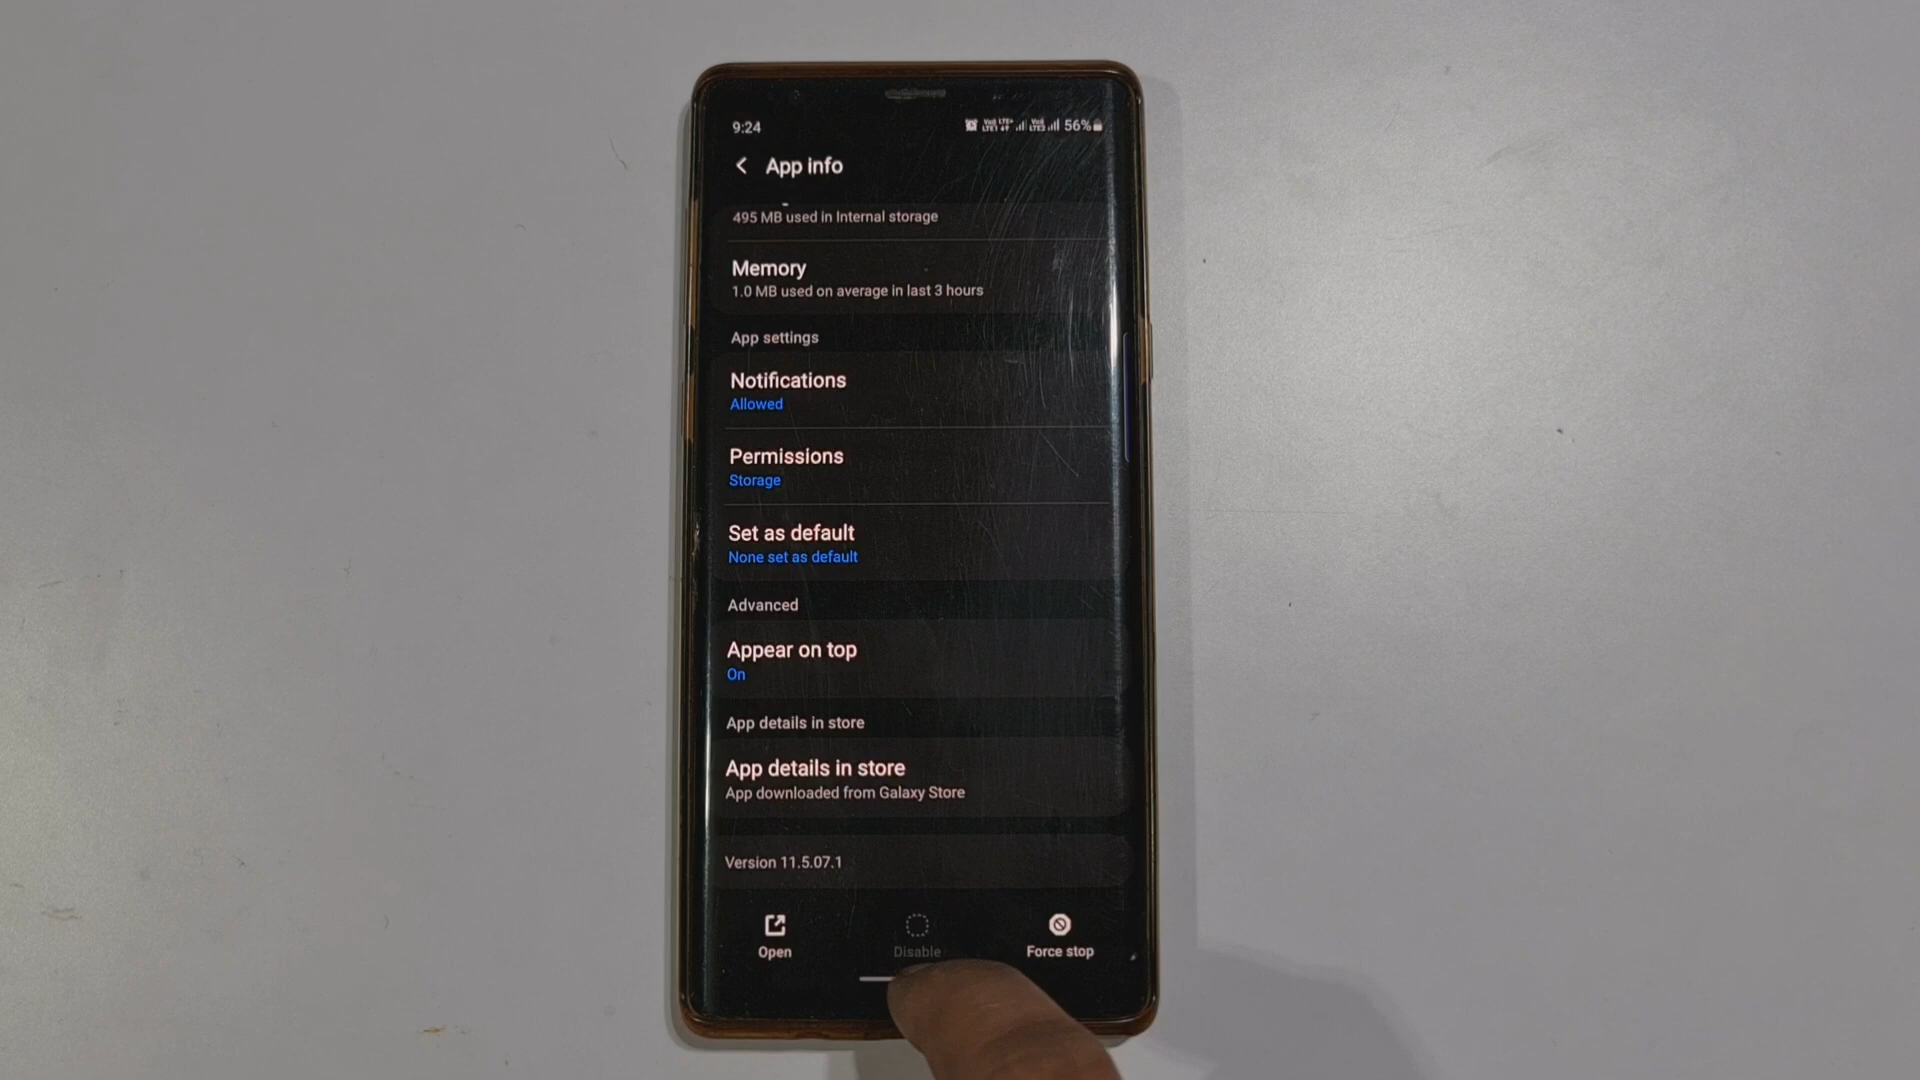 9:24
56%
App info
495 MB used in Internal storage
Memory
1.0 MB used on average in last 3 hours
App settings
Notifications
Allowed
Permissions
Storage
Set as default
None set as default
Advanced
Appear on top
On
App details in store
App details in store
App downloaded from Galaxy Store
Version 11.5.07.1
Open
Disable
Force stop